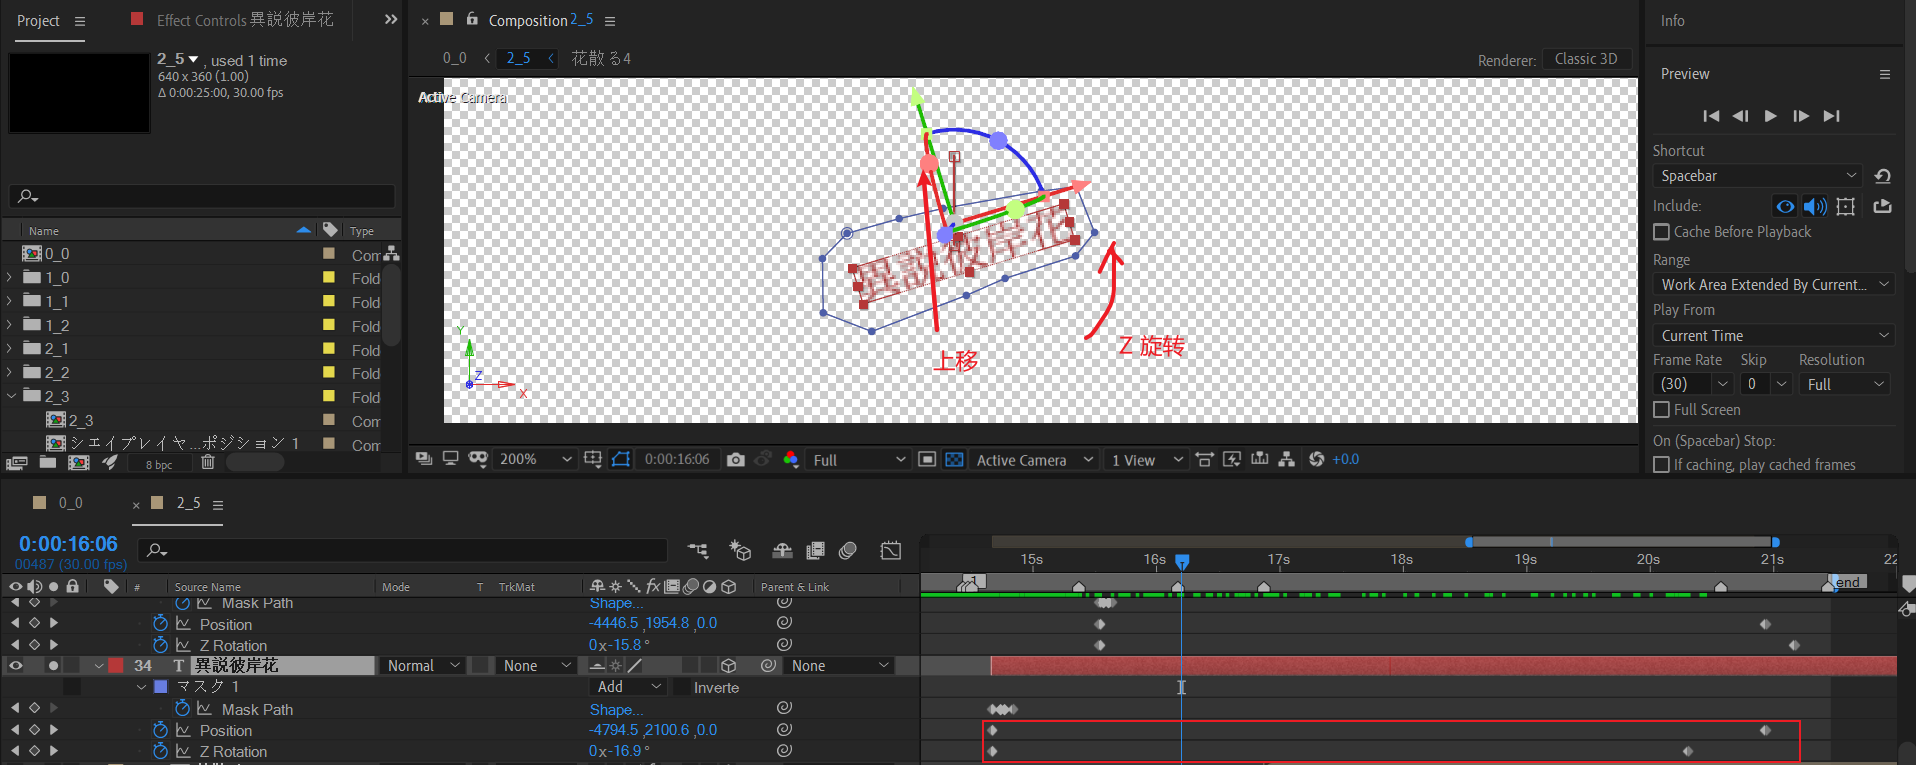 Project
Effect Controls 異説彼岸花
2_5 , used 1 time
640 x 360 (1.00)
Δ 0:00:25:00, 30.00 fps
Name
Type
0_0
Com
1_0
Fold
1_1
Fold
1_2
Fold
2_1
Fold
2_2
Fold
2_3
Fold
2_3
Com
シェイプレイヤ...ポジション 1
Com
8 bpc
Composition 2_5
0_0
2_5
花散る4
Renderer:
Classic 3D
Active Camera
異説彼岸花
上移
Z 旋转
Y
Z
X
200%
0:00:16:06
Full
Active Camera
1 View
+0.0
Info
Preview
Shortcut
Spacebar
Include:
Cache Before Playback
Range
Work Area Extended By Current...
Play From
Current Time
Frame Rate
Skip
Resolution
(30)
0
Full
Full Screen
On (Spacebar) Stop:
If caching, play cached frames
0_0
2_5
0:00:16:06
00487 (30.00 fps)
15s
16s
17s
18s
19s
20s
21s
22
1
1
end
#
Source Name
Mode
T
TrkMat
fx
Parent & Link
Mask Path
Shape...
Position
-4446.5 ,1954.8 ,0.0
Z Rotation
0x-15.8 °
34
T
異説彼岸花
Normal
None
None
マスク 1
Add
Inverte
Mask Path
Shape...
Position
-4794.5 ,2100.6 ,0.0
Z Rotation
0x-16.9 °